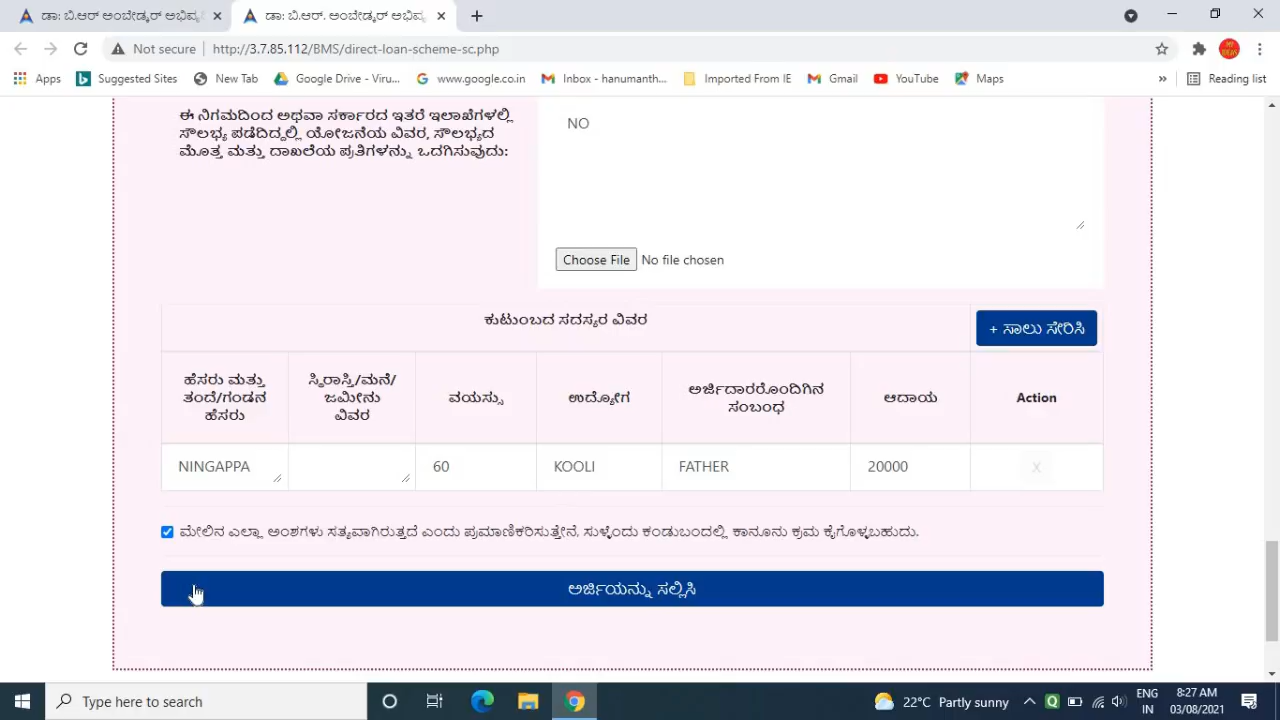 ಡಾ: ಬಿ.ಆರ್ ಅಂಬೇಡ್ಕರ್ ಅಭಿವೃ
ಡಾ: ಬಿ.ಆರ್. ಅಂಬೇಡ್ಕರ್ ಅಭಿವೃ
Not secure
http://3.7.85.112/BMS/direct-loan-scheme-sc.php
Apps Suggested Sites New Tab Google Drive - Viru... www.google.co.in Inbox - hanumanth... Imported From IE Gmail YouTube Maps » Reading list
ಈ ನಿಗಮದಿಂದ ಅಥವಾ ಸರ್ಕಾರದ ಇತರೆ ಇಲಾಖೆಗಳಲ್ಲಿ
ಸೌಲಭ್ಯ ಪಡೆದಿದ್ದಲ್ಲಿ ಯೋಜನೆಯ ವಿವರ, ಸೌಲಭ್ಯದ
ಮೊತ್ತ ಮತ್ತು ದಾಖಲೆಯ ಪ್ರತಿಗಳನ್ನು ಒದಗಿಸುವುದು:
NO
Choose File No file chosen
ಕುಟುಂಬದ ಸದಸ್ಯರ ವಿವರ
+ ಸಾಲು ಸೇರಿಸಿ
ಹೆಸರು ಮತ್ತು
ತಂದೆ/ಗಂಡನ
ಹೆಸರು
ಸ್ಥಿರಾಸ್ತಿ/ಮನೆ/
ಜಮೀನು
ವಿವರ
ವಯಸ್ಸು
ಉದ್ಯೋಗ
ಅರ್ಜಿದಾರರೊಂದಿಗಿನ
ಸಂಬಂಧ
ಆದಾಯ
Action
NINGAPPA 60 KOOLI FATHER 20000 X
ಮೇಲಿನ ಎಲ್ಲಾ ಅಂಶಗಳು ಸತ್ಯವಾಗಿರುತ್ತದೆ ಎಂದು ಪ್ರಮಾಣಿಕರಿಸುತ್ತೇನೆ, ಸುಳ್ಳೆಂದು ಕಂಡುಬಂದಲ್ಲಿ ಕಾನೂನು ಕ್ರಮ ಕೈಗೊಳ್ಳಬಹುದು.
ಅರ್ಜಿಯನ್ನು ಸಲ್ಲಿಸಿ
Type here to search
22°C Partly sunny
ENG
IN
8:27 AM
03/08/2021